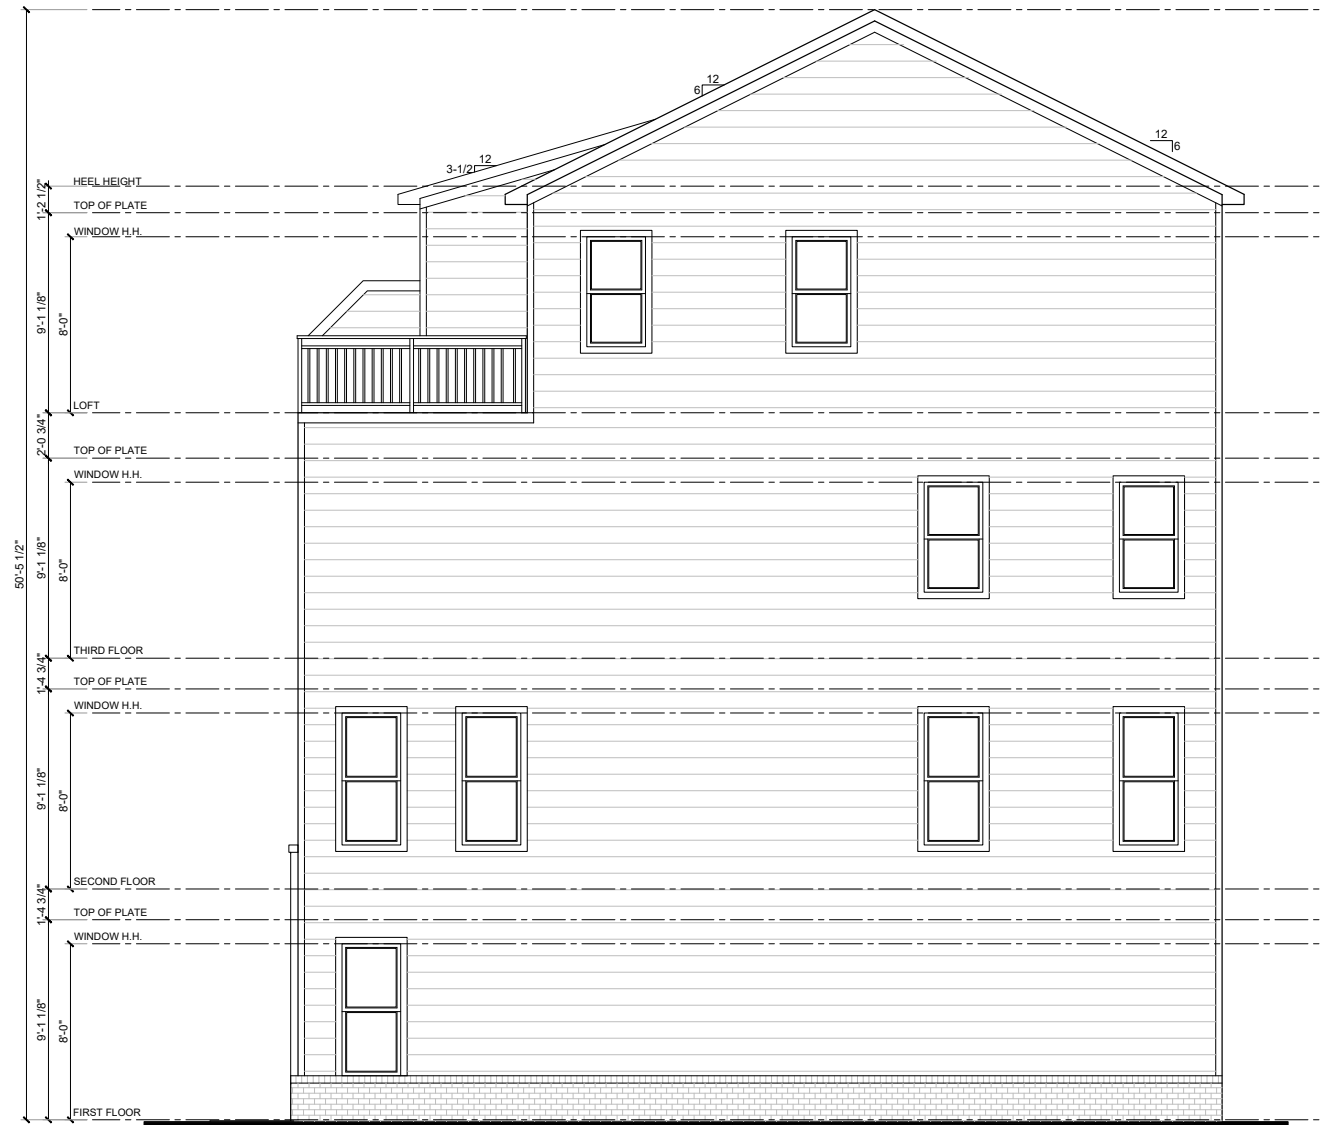 12
6
12
6
12
3-1/2
HEEL HEIGHT
1'-2 1/2"
TOP OF PLATE
WINDOW H.H.
9'-1 1/8"
8'-0"
LOFT
2'-0 3/4"
TOP OF PLATE
WINDOW H.H.
50'-5 1/2"
9'-1 1/8"
8'-0"
THIRD FLOOR
1'-4 3/4"
TOP OF PLATE
WINDOW H.H.
9'-1 1/8"
8'-0"
SECOND FLOOR
1'-4 3/4"
TOP OF PLATE
WINDOW H.H.
9'-1 1/8"
8'-0"
FIRST FLOOR